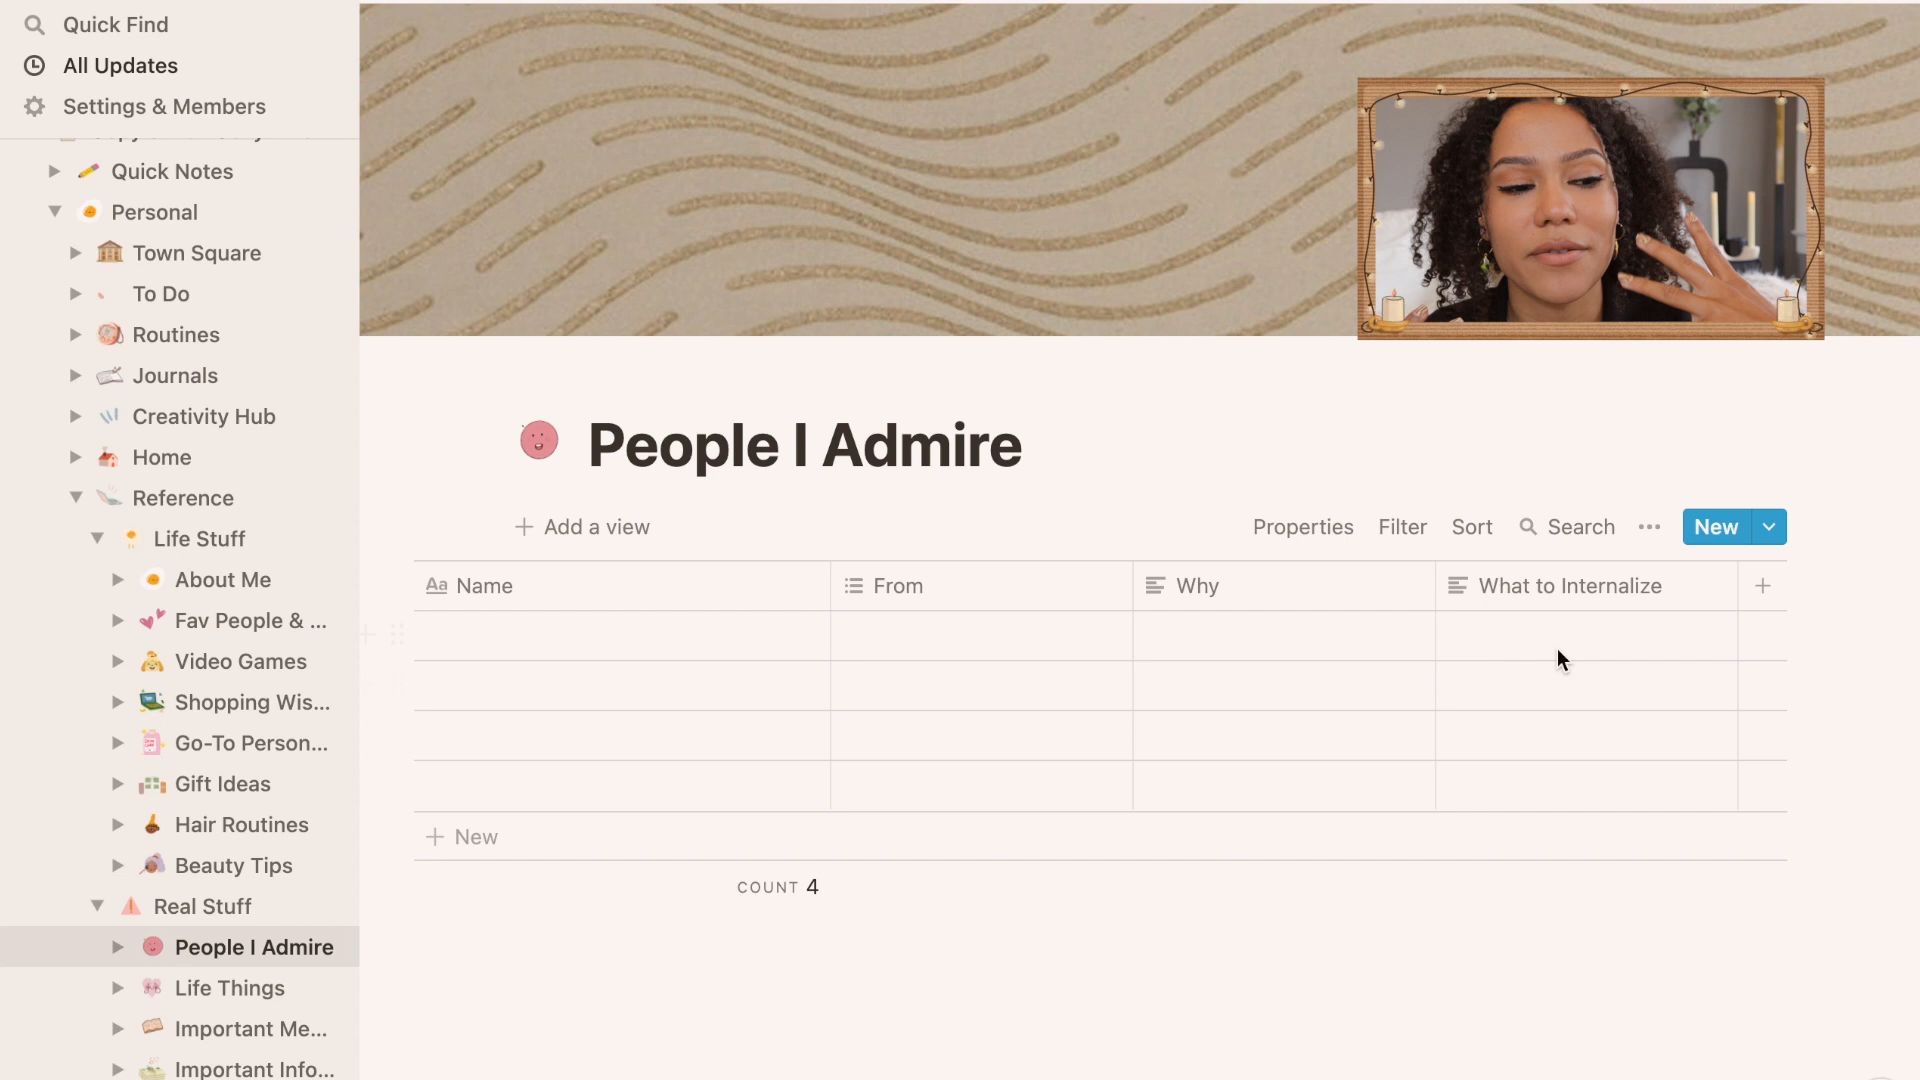 Quick Find
All Updates
Settings & Members
Quick Notes
Personal
Town Square
To Do
Routines
Journals
Creativity Hub
Home
Reference
Life Stuff
About Me
Fav People & ...
Video Games
Shopping Wis...
Go-To Person...
Gift Ideas
Hair Routines
Beauty Tips
Real Stuff
People I Admire
Life Things
Important Me...
Important Info...
People I Admire
Add a view
Properties Filter Sort Search ••• New
Aa Name From Why What to Internalize
New
COUNT 4